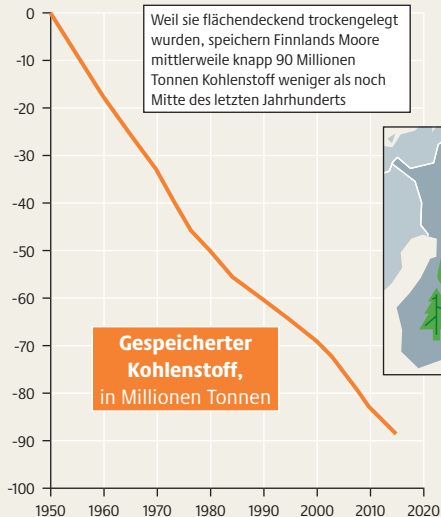 Weil sie flächendeckend trockengelegt
wurden, speichern Finnlands Moore
mittlerweile knapp 90 Millionen
Tonnen Kohlenstoff weniger als noch
Mitte des letzten Jahrhunderts
-0
-10
-20
-30
-40
-50
-60
-70
-80
-90
-100
Gespeicherter
Kohlenstoff,
in Millionen Tonnen
1950 1960 1970 1980 1990 2000 2010 2020